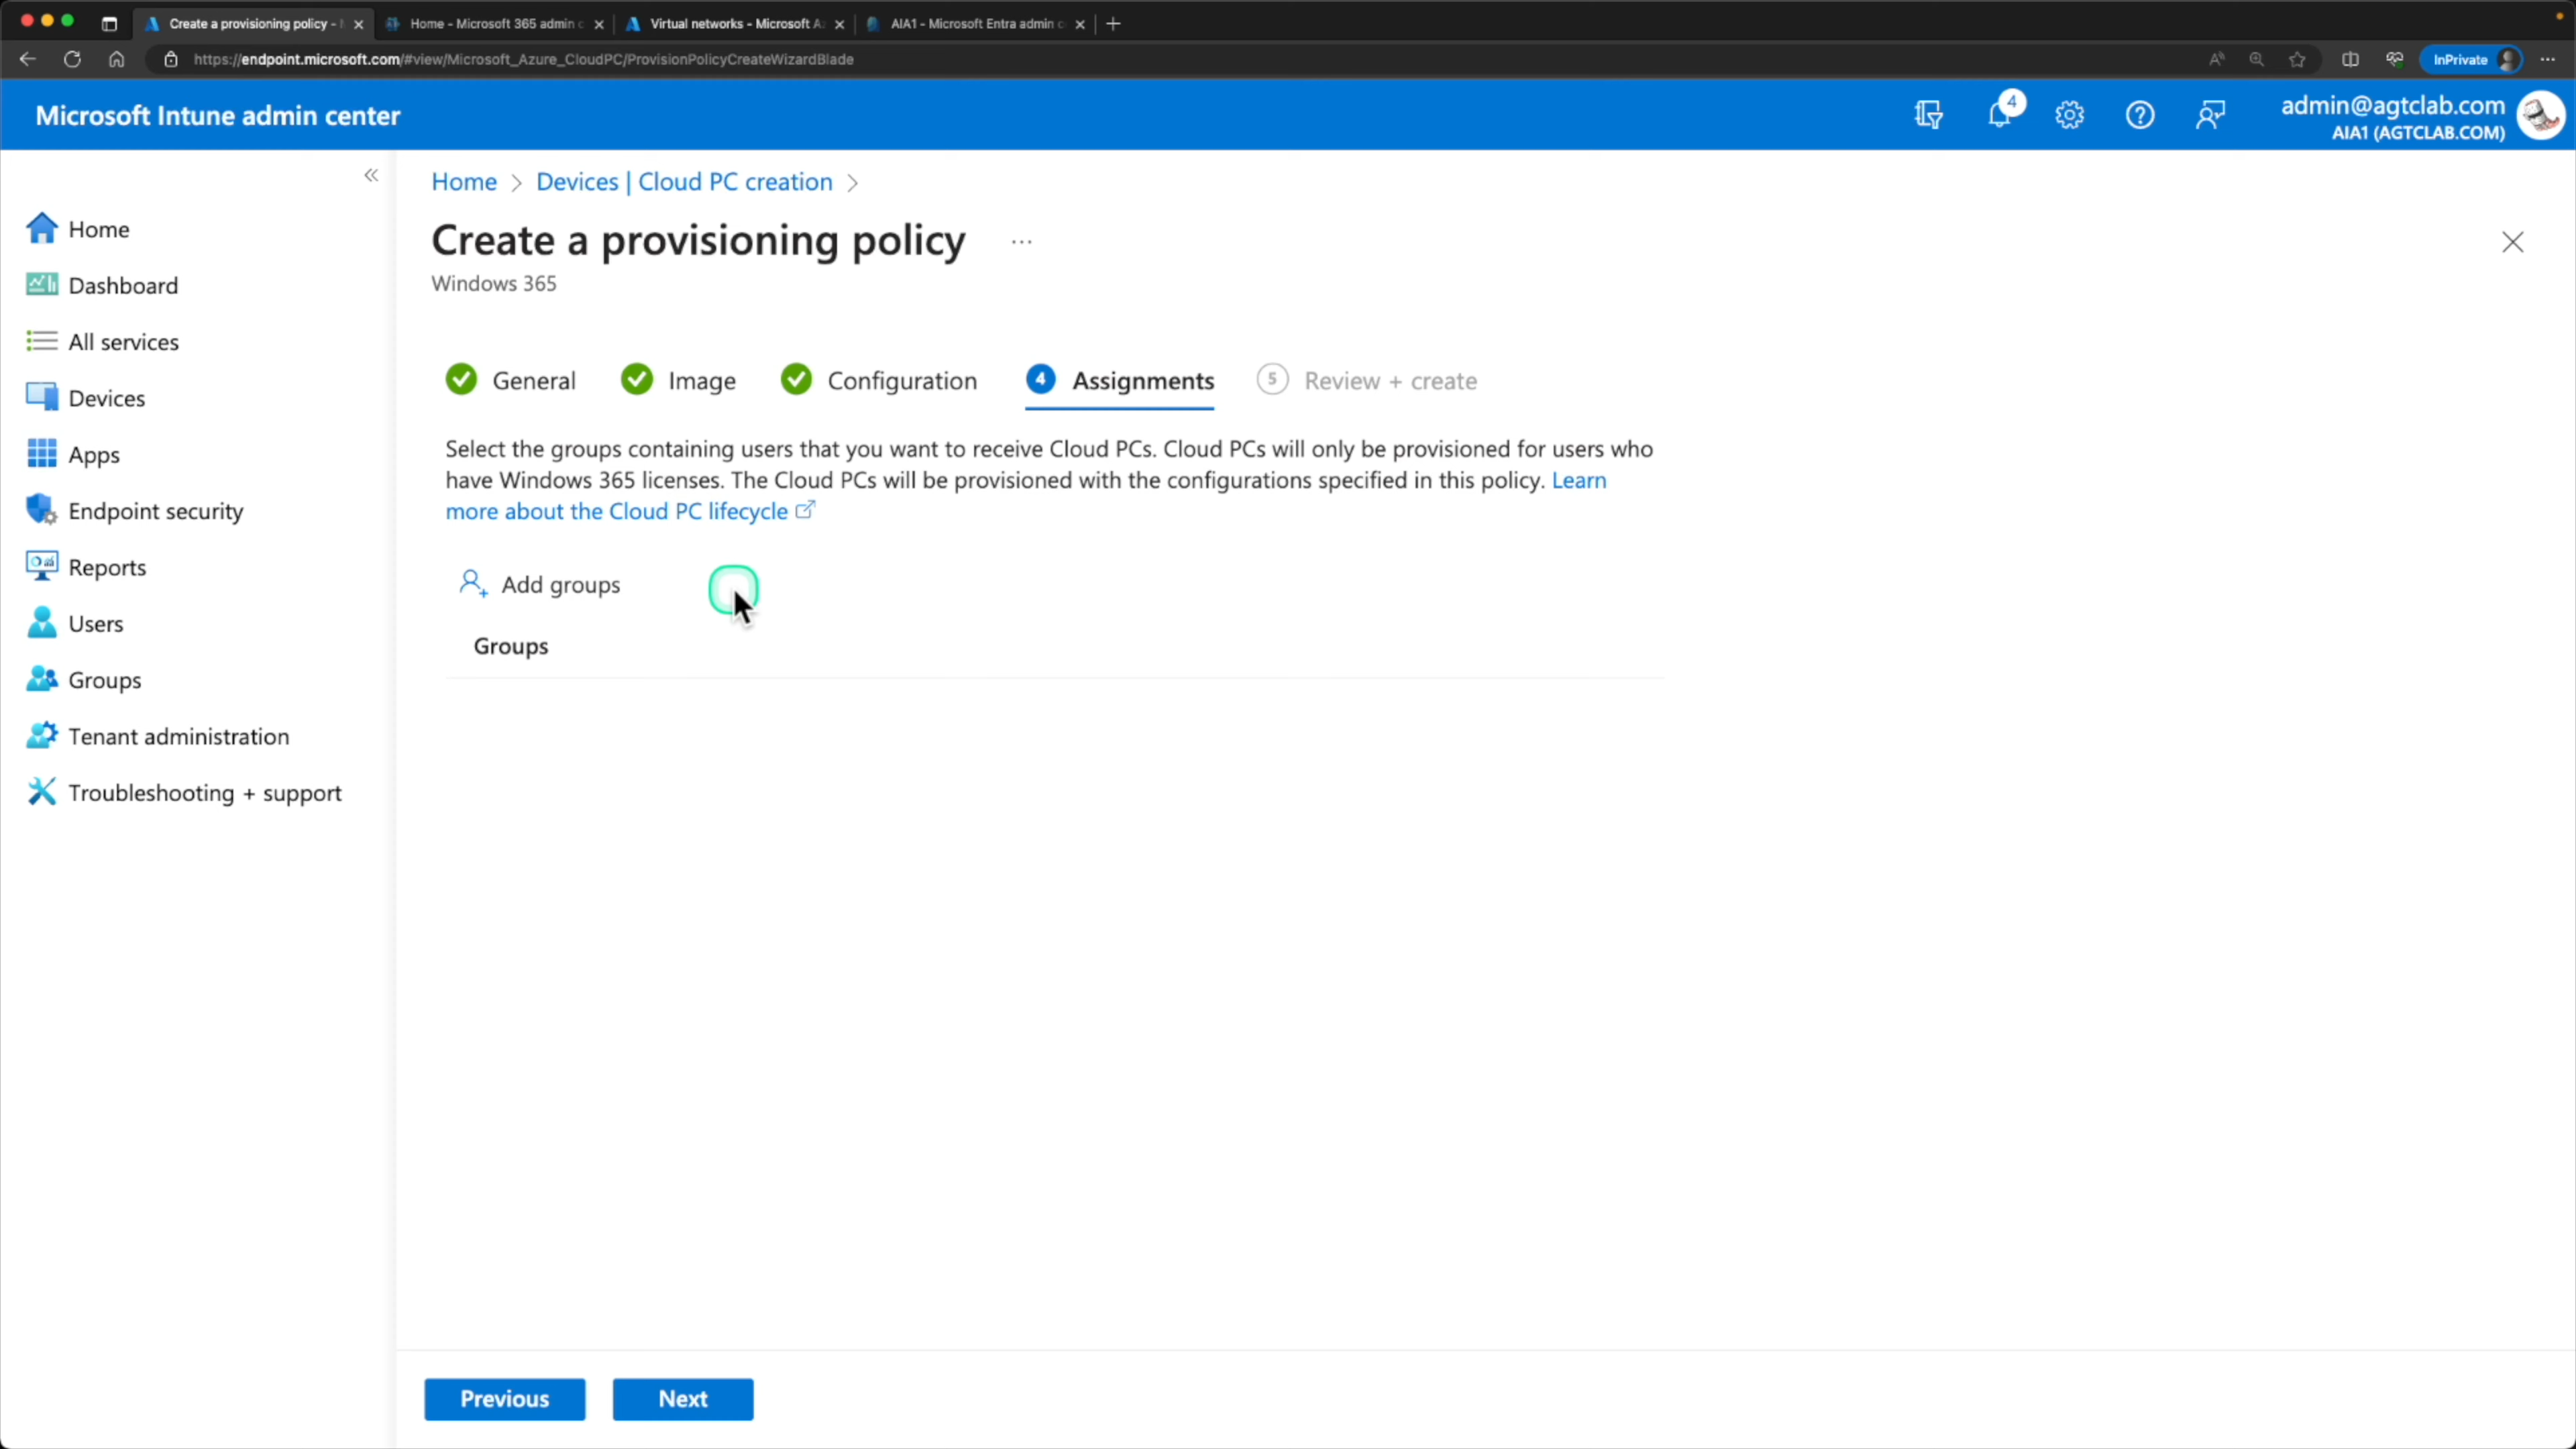 Create a provisioning policy -
Home - Microsoft 365 admin c
Virtual networks - Microsoft A
AIA1 - Microsoft Entra admin c
https://endpoint.microsoft.com/#view/Microsoft_Azure_CloudPC/ProvisionPolicyCreateWizardBlade
InPrivate
Microsoft Intune admin center
4
admin@agtclab.com
AIA1 (AGTCLAB.COM)
Home
Dashboard
All services
Devices
Apps
Endpoint security
Reports
Users
Groups
Tenant administration
Troubleshooting + support
Home > Devices | Cloud PC creation >
Create a provisioning policy ...
Windows 365
General
Image
Configuration
4 Assignments
5 Review + create
Select the groups containing users that you want to receive Cloud PCs. Cloud PCs will only be provisioned for users who
have Windows 365 licenses. The Cloud PCs will be provisioned with the configurations specified in this policy. Learn
more about the Cloud PC lifecycle
Add groups
Groups
Previous
Next